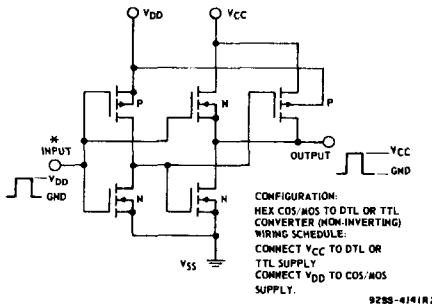 VDD
VCC
P
N
P
*
INPUT
OUTPUT
VDD
GND
N
N
VCC
GND
VSS
CONFIGURATION:
HEX COS/MOS TO DTL OR TTL
CONVERTER (NON-INVERTING)
WIRING SCHEDULE:
CONNECT VCC TO DTL OR
TTL SUPPLY
CONNECT VDD TO COS/MOS
SUPPLY.
92SS-4141R2